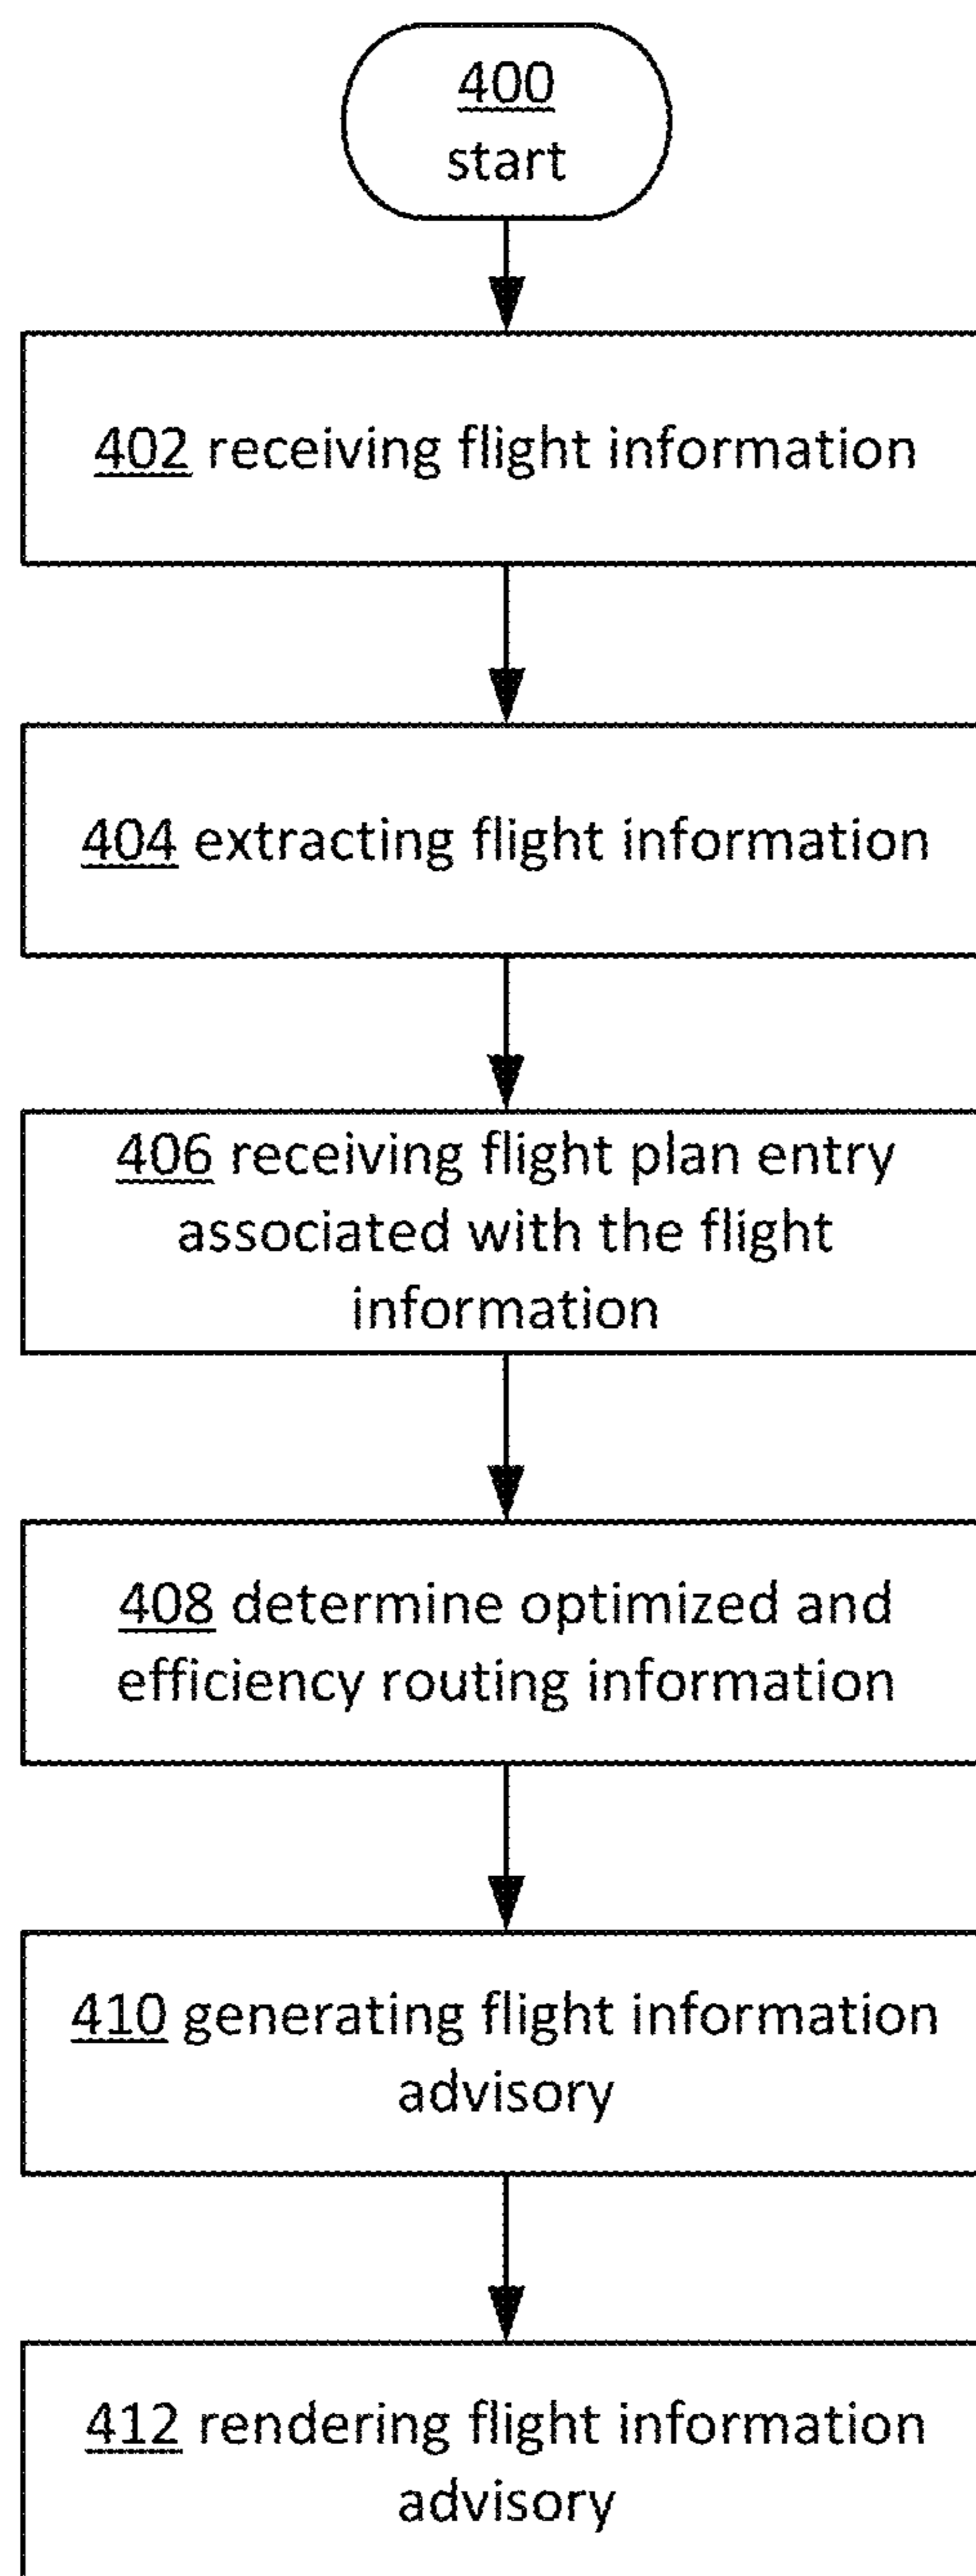 400
start
402 receiving flight information
404 extracting flight information
406 receiving flight plan entry
associated with the flight
information
408 determine optimized and
efficiency routing information
410 generating flight information
advisory
412 rendering flight information
advisory